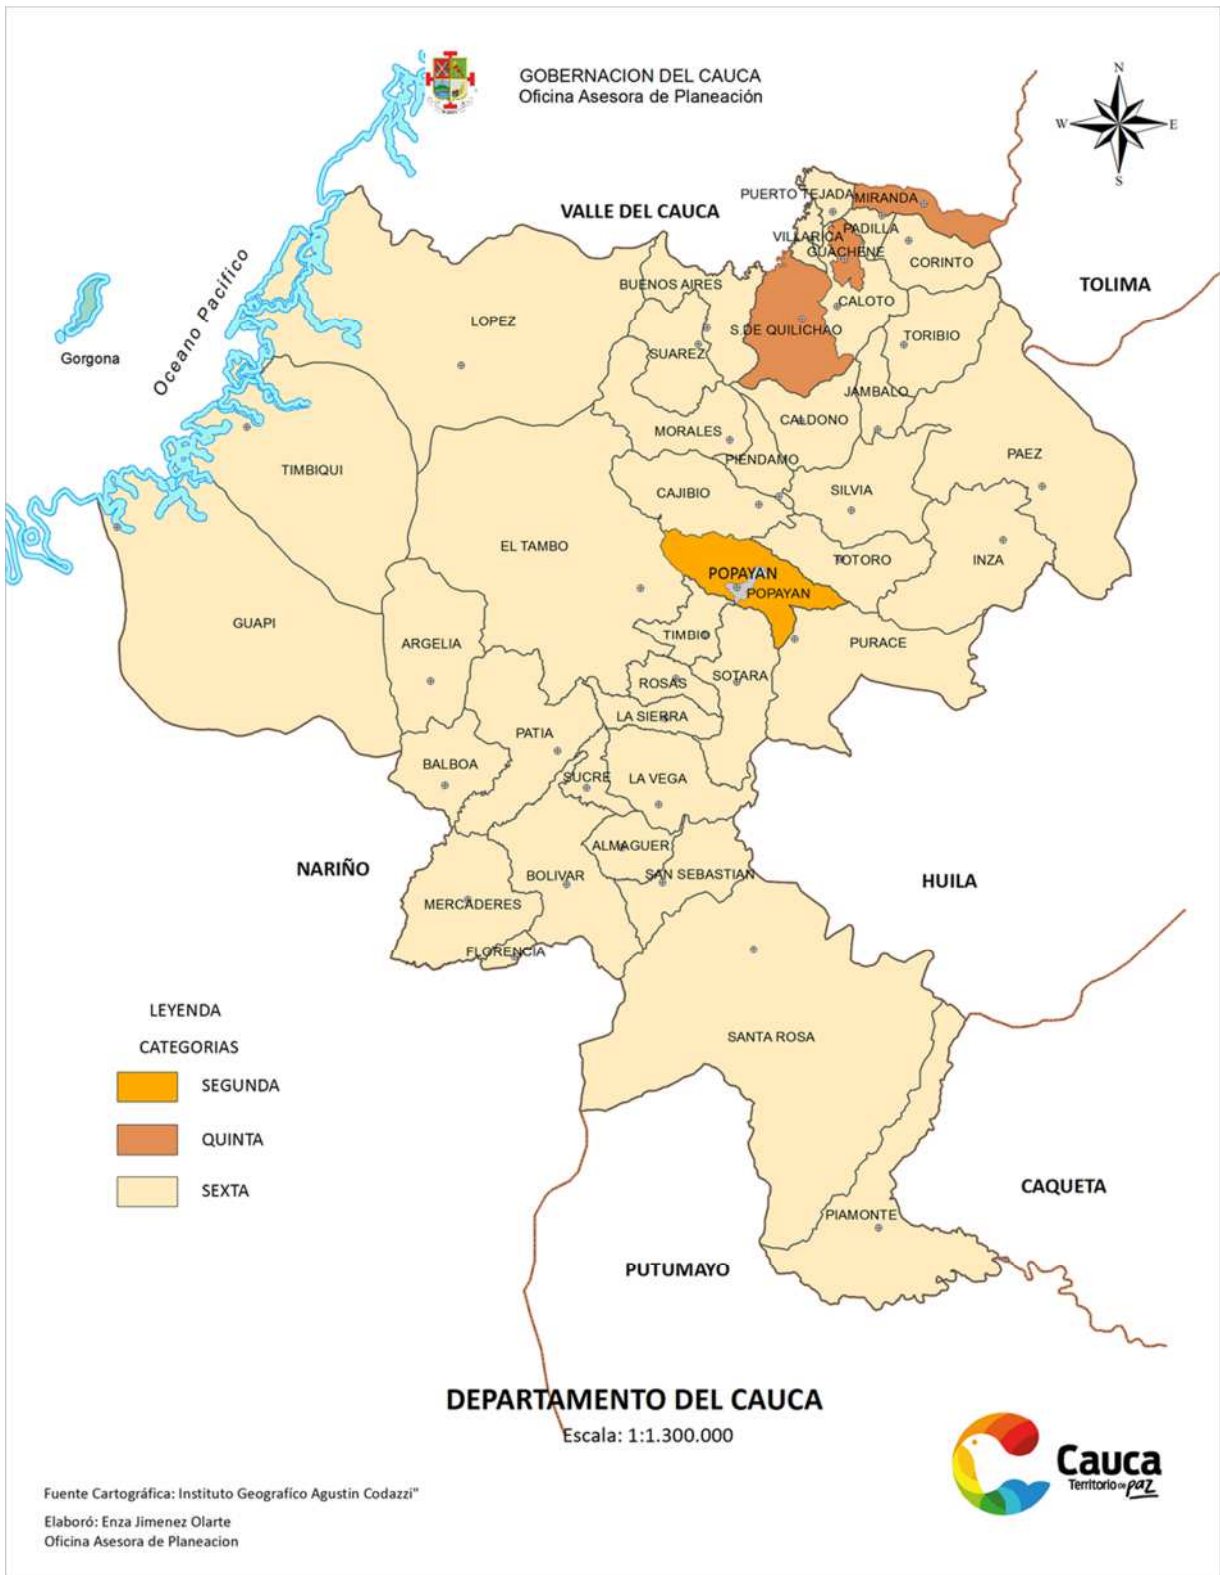 GOBERNACION DEL CAUCA
Oficina Asesora de Planeación
N
W
E
S
VALLE DEL CAUCA
PUERTO TEJADA
MIRANDA
VILLARICA
PADILLA
GUACHENE
CORINTO
TOLIMA
Oceano Pacifico
Gorgona
BUENOS AIRES
LOPEZ
CALOTO
S.DE QUILICHAO
TORIBIO
SUAREZ
JAMBALO
MORALES
CALDONO
PIENDAMO
PAEZ
TIMBIQUI
CAJIBIO
SILVIA
EL TAMBO
TOTORO
INZA
POPAYAN
POPAYAN
GUAPI
ARGELIA
TIMBIO
PURACE
ROSAS
SOTARA
LA SIERRA
PATIA
BALBOA
SUCRE
LA VEGA
ALMAGUER
NARIÑO
BOLIVAR
SAN SEBASTIAN
HUILA
MERCADERES
FLORENCIA
LEYENDA
CATEGORIAS
SEGUNDA
QUINTA
SEXTA
SANTA ROSA
CAQUETA
PIAMONTE
PUTUMAYO
DEPARTAMENTO DEL CAUCA
Escala: 1:1.300.000
Cauca
Territorio de paz
Fuente Cartográfica: Instituto Geografíco Agustin Codazzi"
Elaboró: Enza Jimenez Olarte
Oficina Asesora de Planeacion